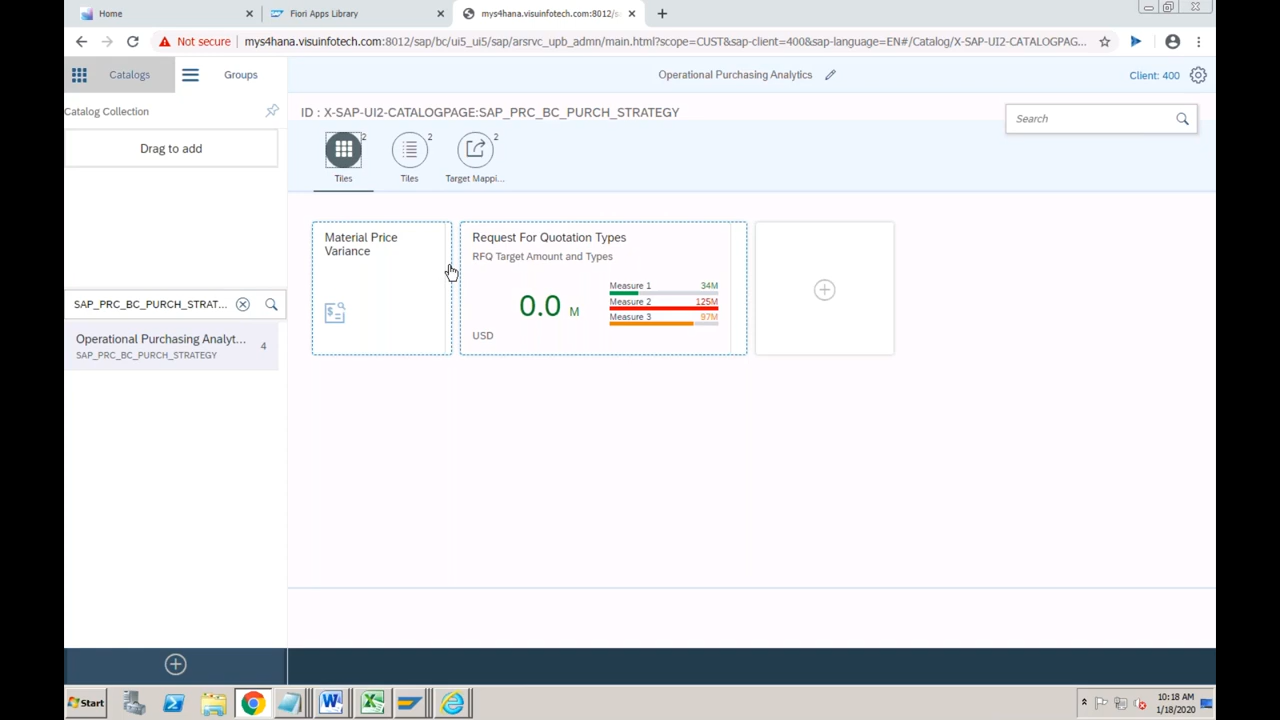 Home
Fiori Apps Library
mys4hana.visuinfotech.com:8012/s
Not secure
mys4hana.visuinfotech.com:8012/sap/bc/ui5_ui5/sap/arsrvc_upb_admn/main.html?scope=CUST&sap-client=400&sap-language=EN#/Catalog/X-SAP-UI2-CATALOGPAG...
Catalogs
Groups
Operational Purchasing Analytics
Client: 400
Catalog Collection
ID : X-SAP-UI2-CATALOGPAGE:SAP_PRC_BC_PURCH_STRATEGY
Search
Drag to add
2
2
2
Tiles
Tiles
Target Mappi...
Material Price
Variance
Request For Quotation Types
RFQ Target Amount and Types
Measure 1 34M
Measure 2 125M
Measure 3 97M
0.0 M
USD
SAP_PRC_BC_PURCH_STRAT...
Operational Purchasing Analyt...
SAP_PRC_BC_PURCH_STRATEGY
4
Start
10:18 AM
1/18/2020